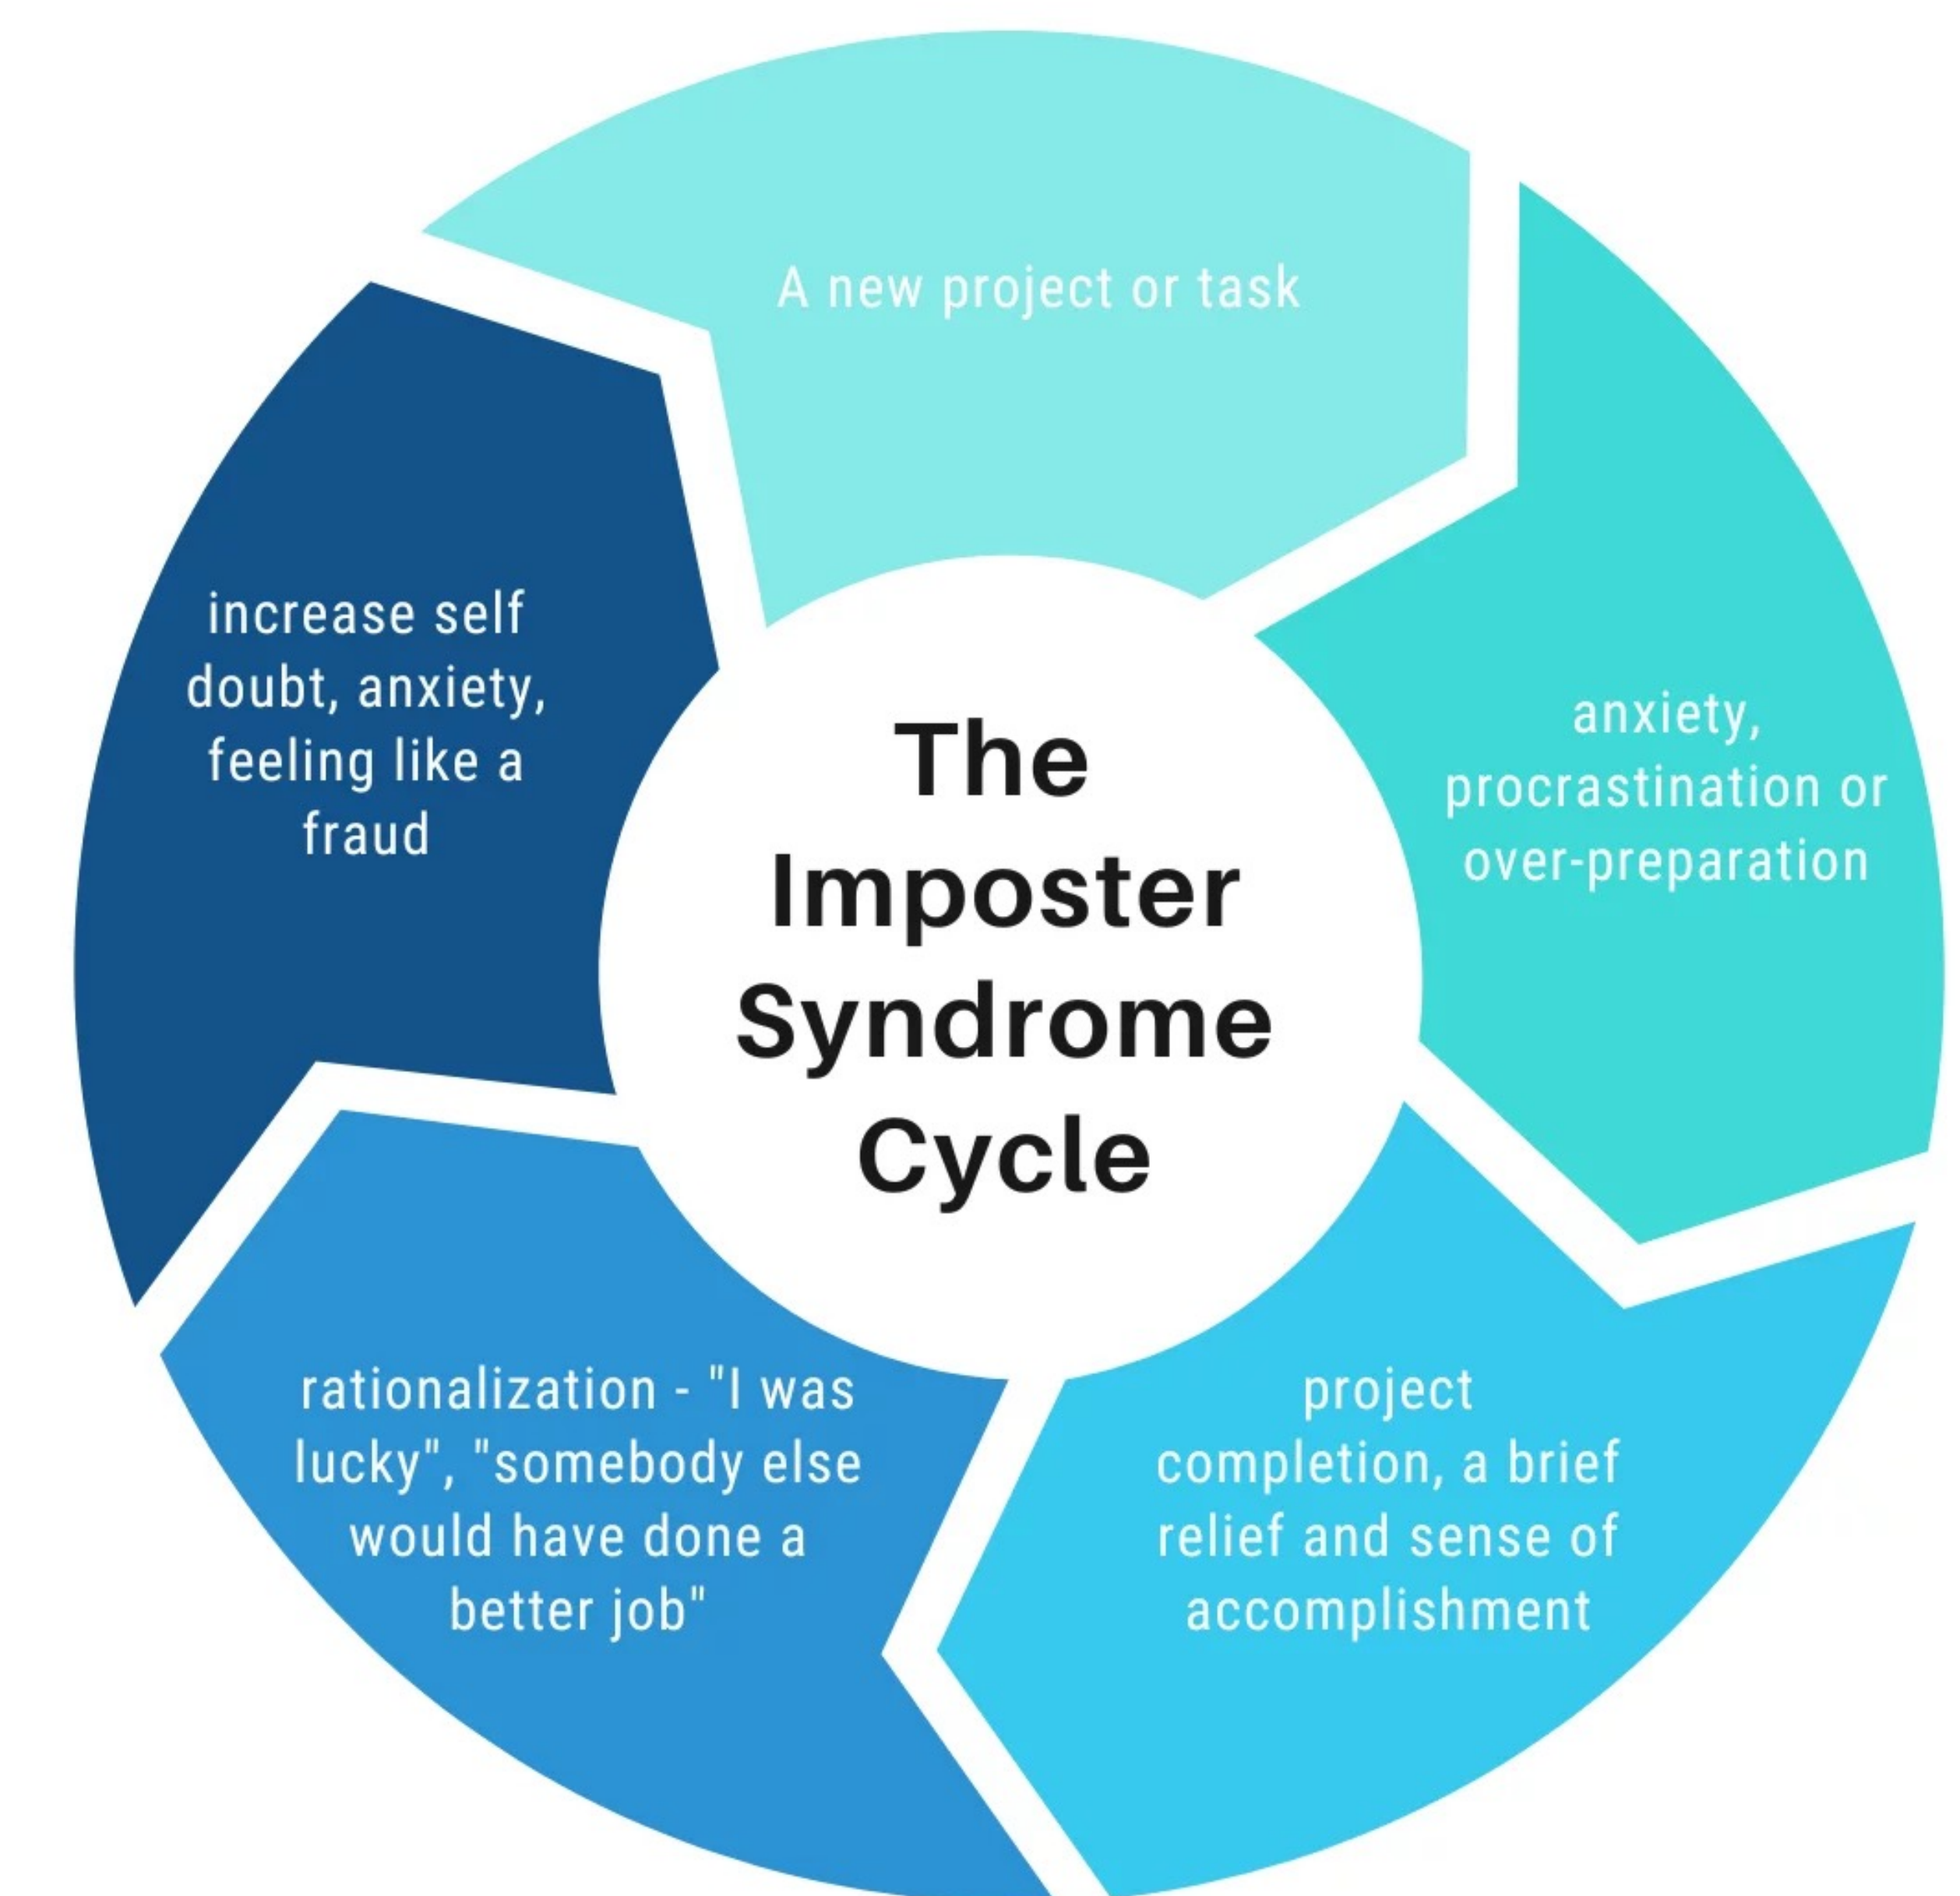 The
Imposter
Syndrome
Cycle
A new project or task
anxiety,
procrastination or
over-preparation
project
completion, a brief
relief and sense of
accomplishment
rationalization - "I was
lucky", "somebody else
would have done a
better job"
increase self
doubt, anxiety,
feeling like a
fraud